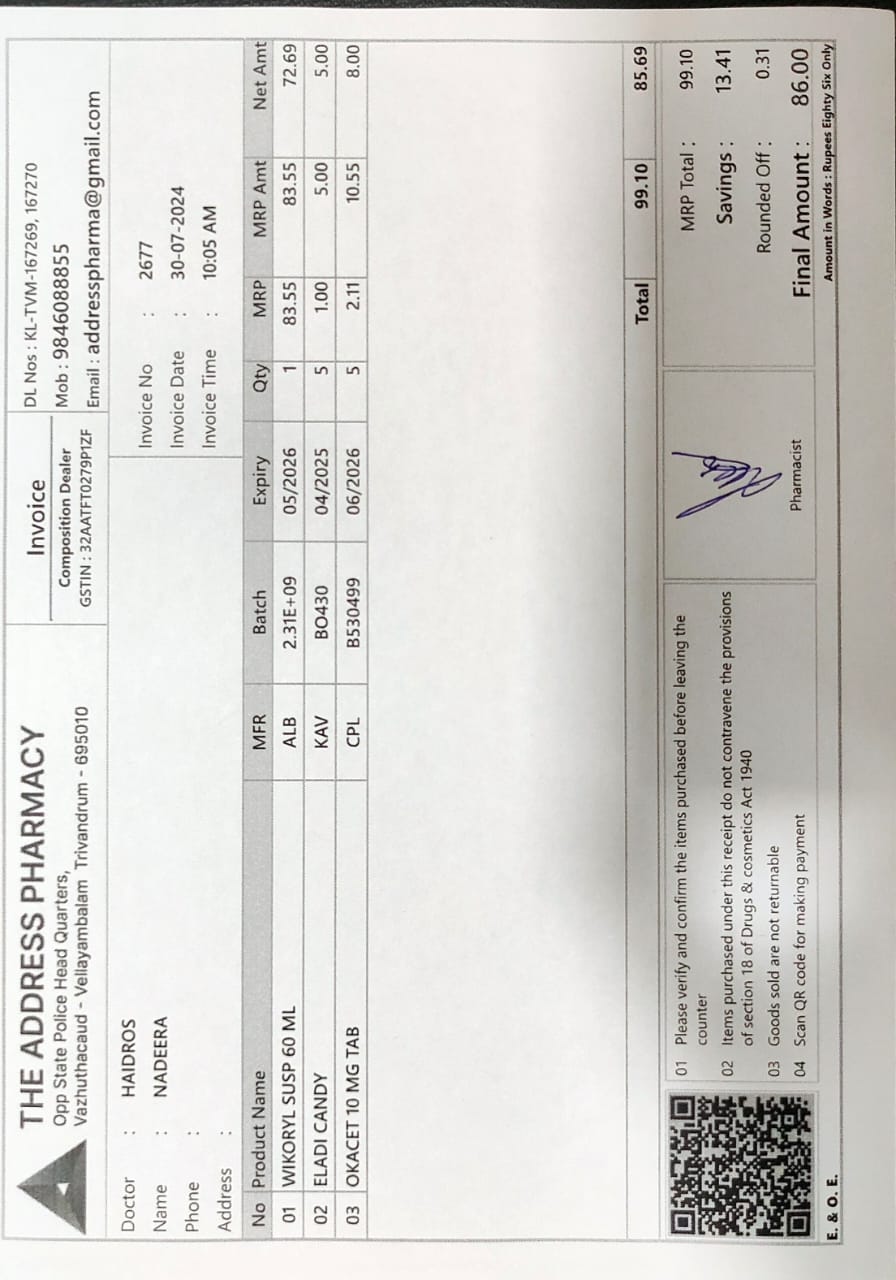 THE ADDRESS PHARMACY
Opp State Police Head Quarters,
Vazhuthacaud - Vellayambalam Trivandrum - 695010
Invoice
Composition Dealer
GSTIN : 32AATFT0279P1ZF
DL Nos : KL-TVM-167269, 167270
Mob : 9846088855
Email : addresspharma@gmail.com
Doctor : HAIDROS
Name : NADEERA
Phone :
Address :
Invoice No : 2677
Invoice Date : 30-07-2024
Invoice Time : 10:05 AM
No Product Name MFR Batch Expiry Qty MRP MRP Amt Net Amt
01 WIKORYL SUSP 60 ML ALB 2.31E+09 05/2026 1 83.55 83.55 72.69
02 ELADI CANDY KAV BO430 04/2025 5 1.00 5.00 5.00
03 OKACET 10 MG TAB CPL B530499 06/2026 5 2.11 10.55 8.00
Total 99.10 85.69
01 Please verify and confirm the items purchased before leaving the
counter
02 Items purchased under this receipt do not contravene the provisions
of section 18 of Drugs & cosmetics Act 1940
03 Goods sold are not returnable
04 Scan QR code for making payment
Pharmacist
MRP Total : 99.10
Savings : 13.41
Rounded Off : 0.31
Final Amount : 86.00
E. & O. E.
Amount in Words : Rupees Eighty Six Only